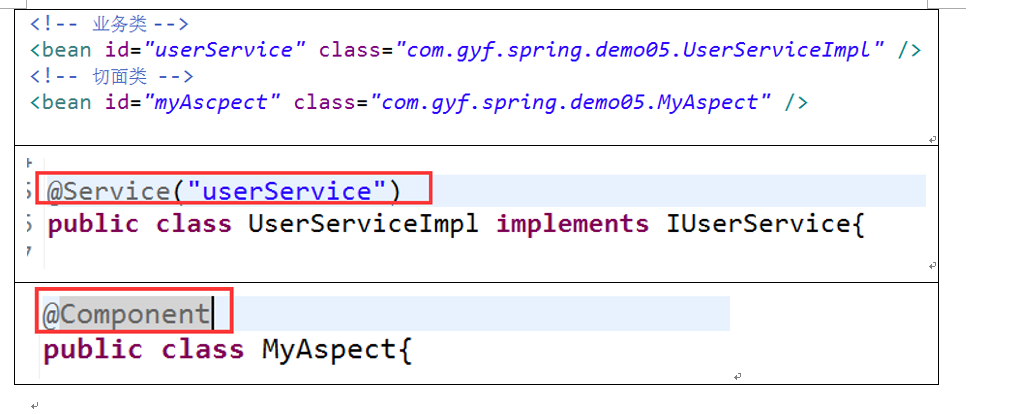 <!-- 业务类 -->
<bean id="userService" class="com.gyf.spring.demo05.UserServiceImpl" />
<!-- 切面类 -->
<bean id="myAscpect" class="com.gyf.spring.demo05.MyAspect" />
@Service("userService")
public class UserServiceImpl implements IUserService{
@Component
public class MyAspect{